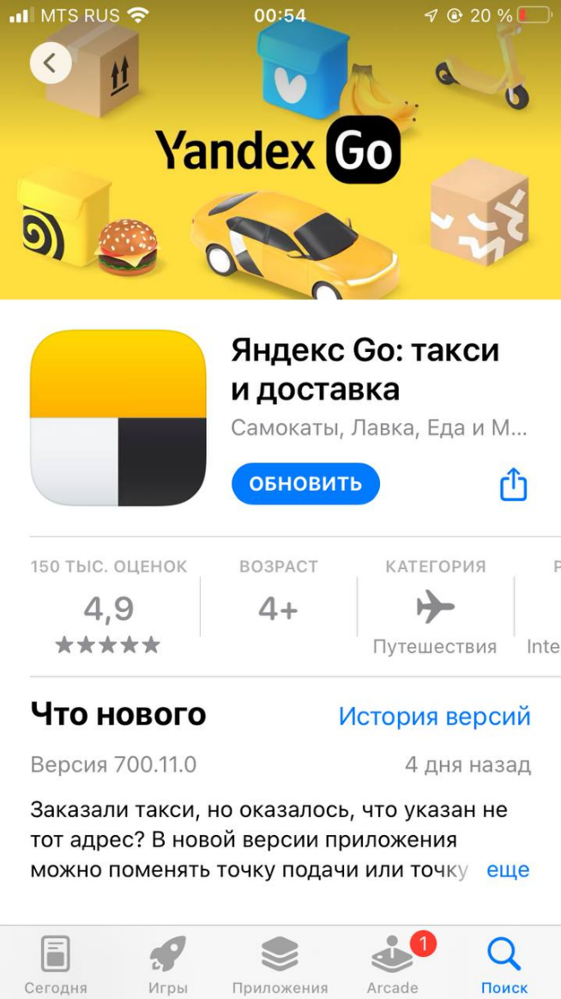 MTS RUS 00:54 20 %
Yandex Go
Яндекс Go: такси
и доставка
Самокаты, Лавка, Еда и М...
ОБНОВИТЬ
150 ТЫС. ОЦЕНОК ВОЗРАСТ КАТЕГОРИЯ Р
4,9 4+
Путешествия Inte
Что нового История версий
Версия 700.11.0 4 дня назад
Заказали такси, но оказалось, что указан не
тот адрес? В новой версии приложения
можно поменять точку подачи или точку еще
1
Сегодня Игры Приложения Arcade Поиск